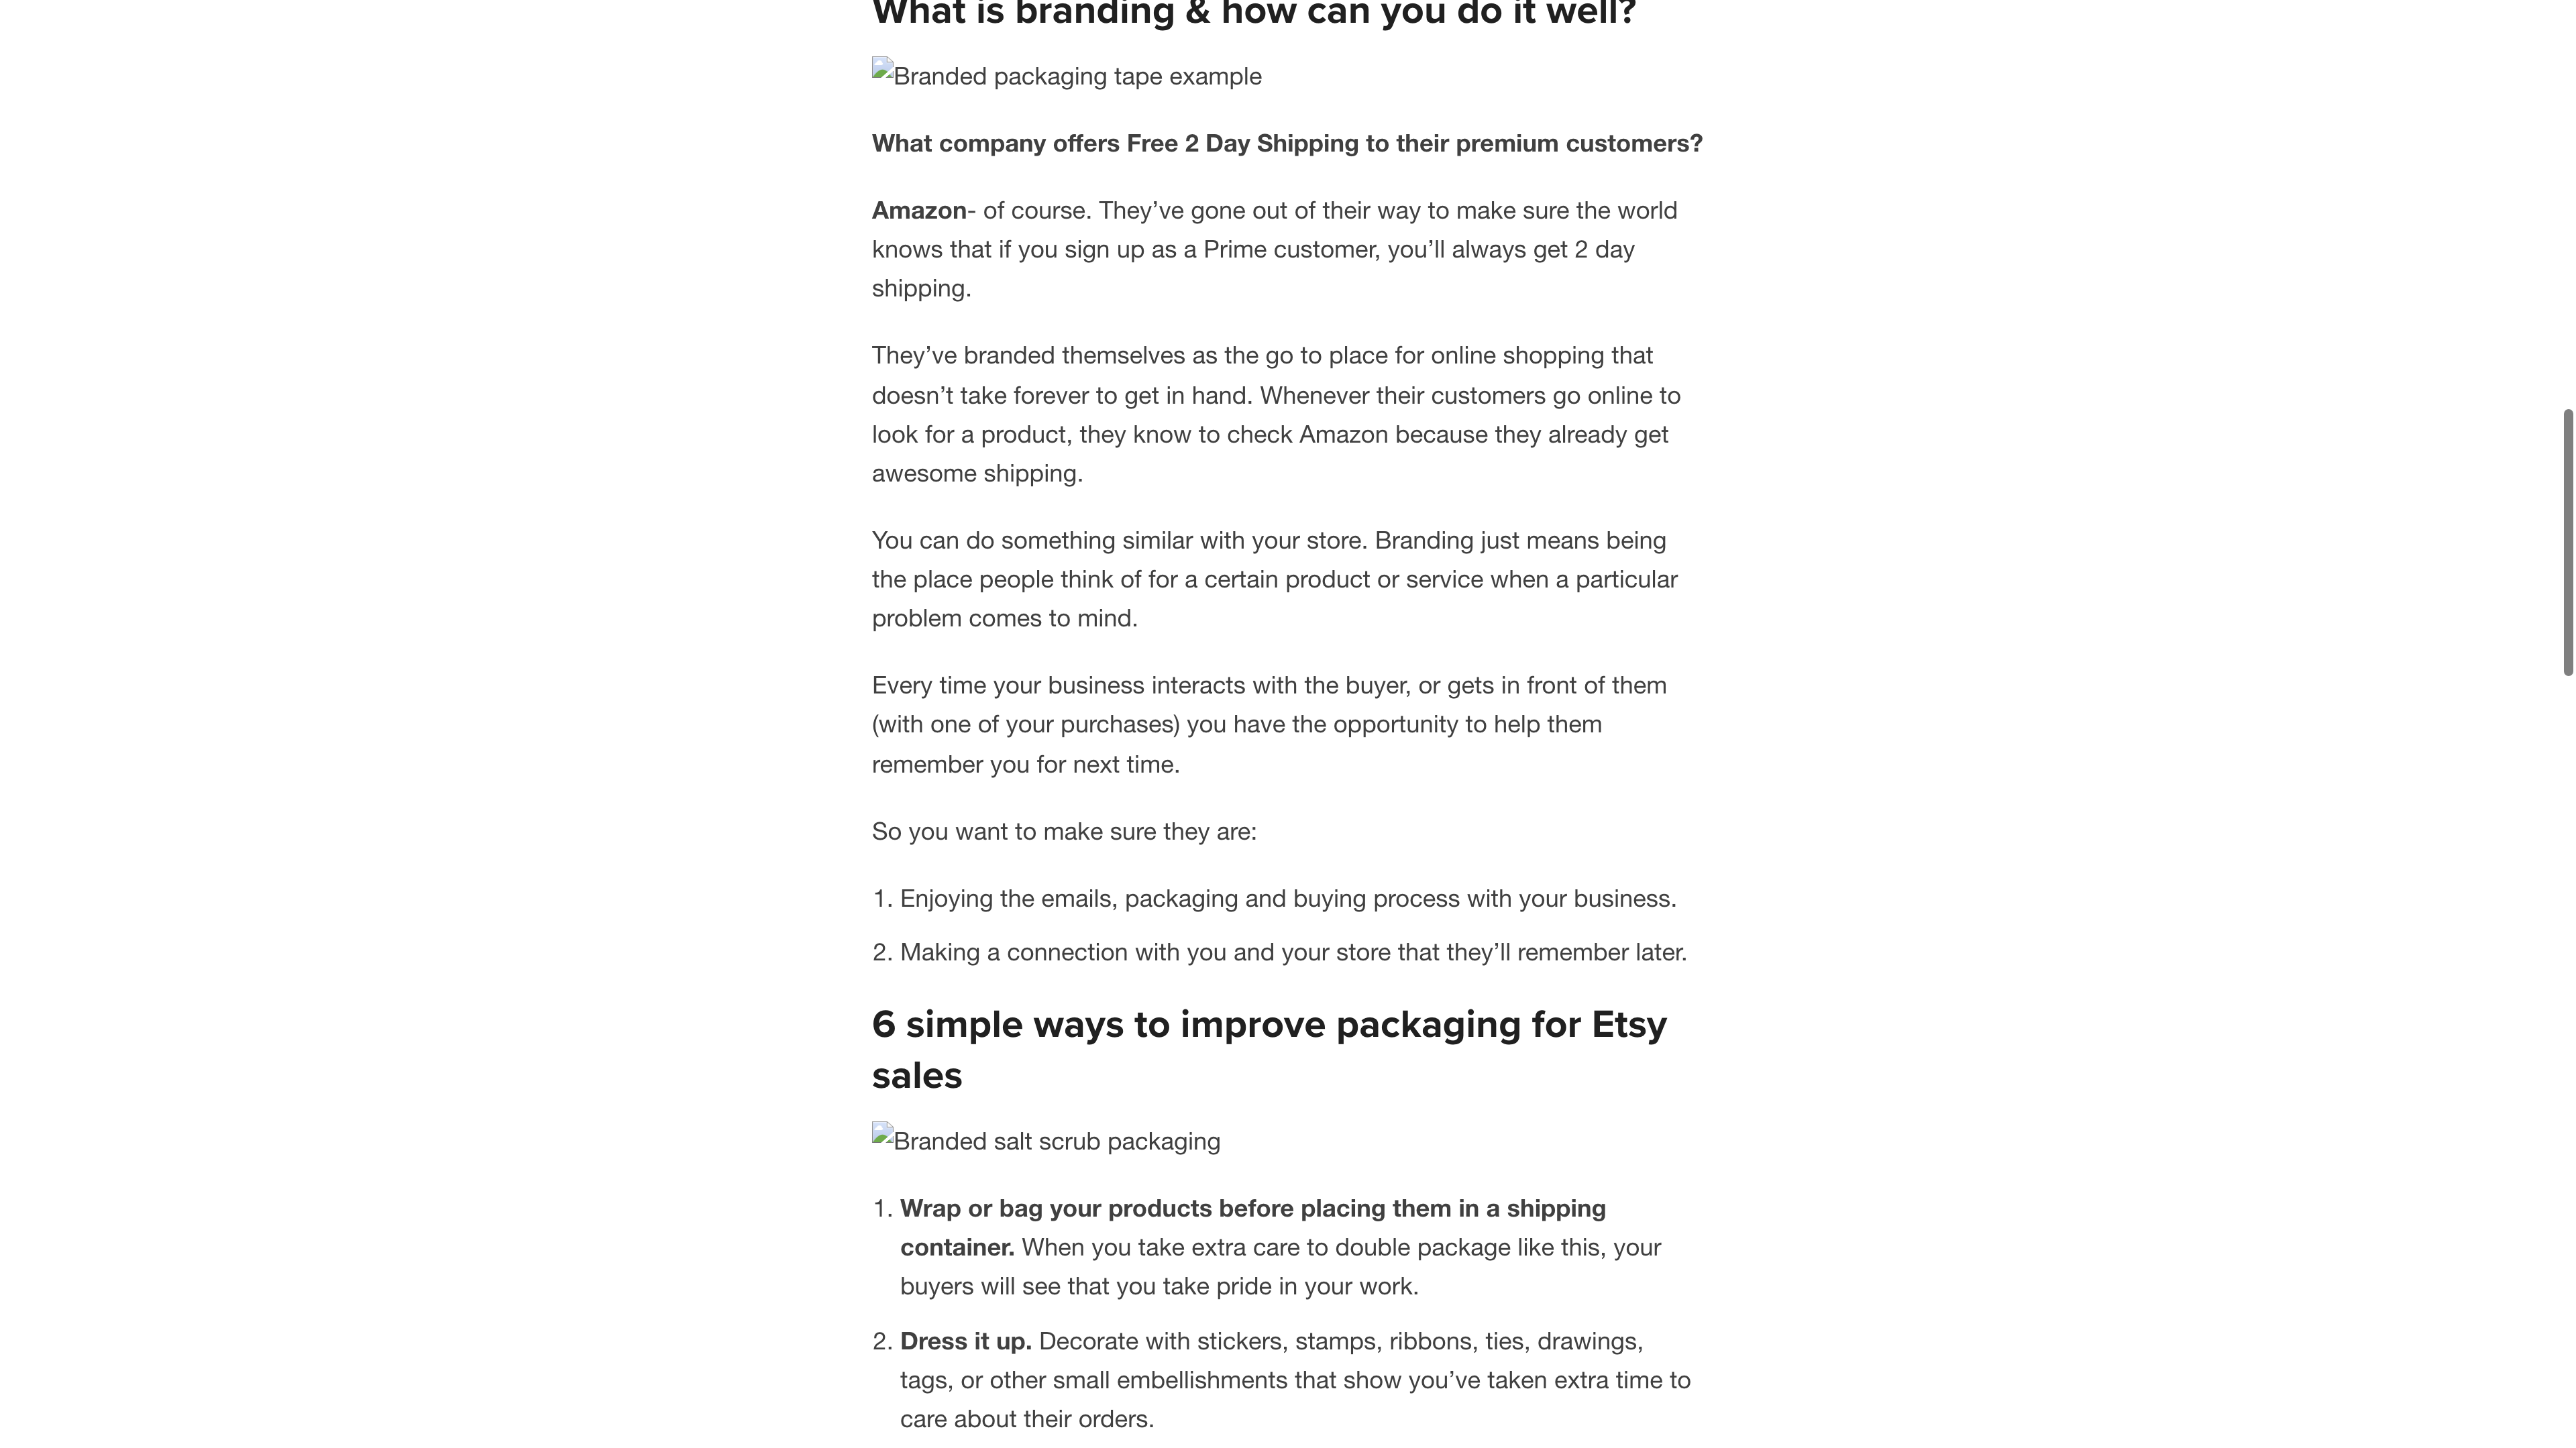 What is branding & how can you do it well?
Branded packaging tape example
What company offers Free 2 Day Shipping to their premium customers?
Amazon- of course. They’ve gone out of their way to make sure the world
knows that if you sign up as a Prime customer, you’ll always get 2 day
shipping.
They’ve branded themselves as the go to place for online shopping that
doesn’t take forever to get in hand. Whenever their customers go online to
look for a product, they know to check Amazon because they already get
awesome shipping.
You can do something similar with your store. Branding just means being
the place people think of for a certain product or service when a particular
problem comes to mind.
Every time your business interacts with the buyer, or gets in front of them
(with one of your purchases) you have the opportunity to help them
remember you for next time.
So you want to make sure they are:
1. Enjoying the emails, packaging and buying process with your business.
2. Making a connection with you and your store that they’ll remember later.
6 simple ways to improve packaging for Etsy
sales
Branded salt scrub packaging
1. Wrap or bag your products before placing them in a shipping
container. When you take extra care to double package like this, your
buyers will see that you take pride in your work.
2. Dress it up. Decorate with stickers, stamps, ribbons, ties, drawings,
tags, or other small embellishments that show you’ve taken extra time to
care about their orders.